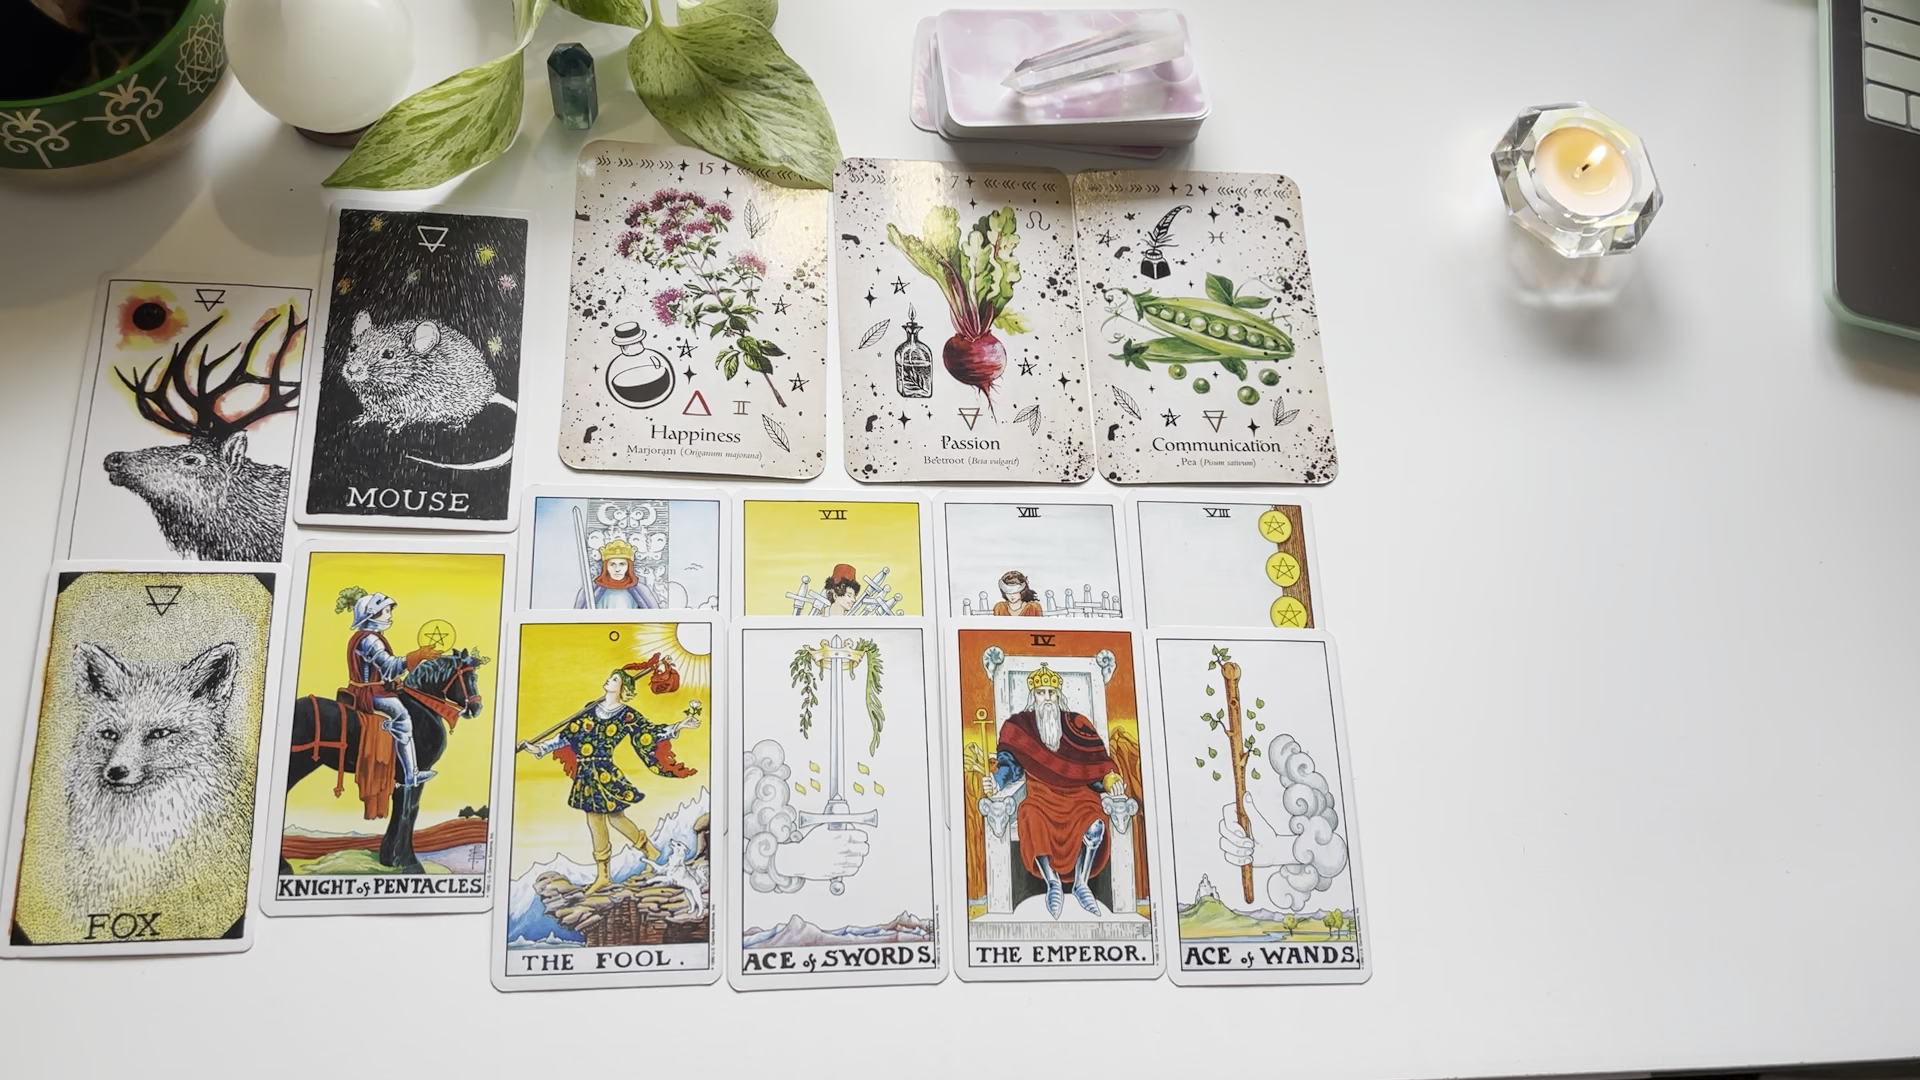 15
Happiness
Marjoram (Origanum majorana)
7
Passion
Beetroot (Beta vulgaris)
2
Communication
Pea (Pisum sativum)
MOUSE
FOX
KNIGHT of PENTACLES.
VII
VIII
VIII
0
THE FOOL.
ACE of SWORDS.
IV
THE EMPEROR.
ACE of WANDS.